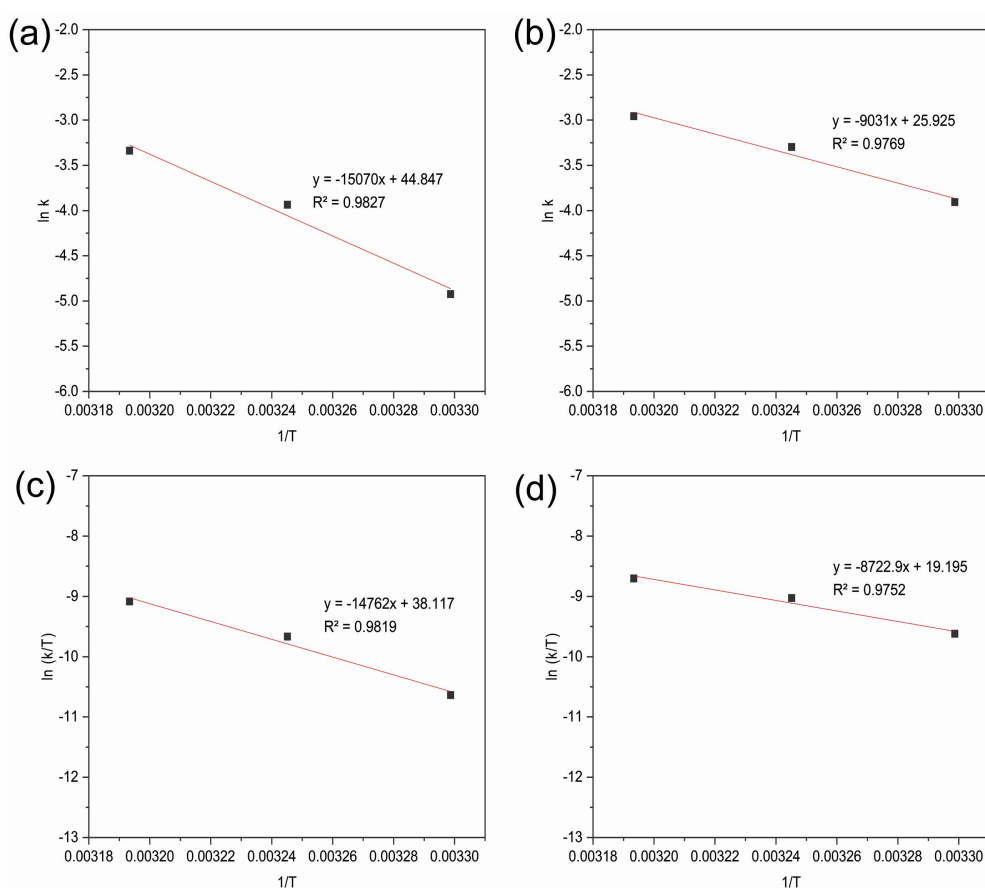 (a)
-2.0
-2.5
-3.0
-3.5
-4.0
-4.5
-5.0
-5.5
-6.0
ln k
y = -15070x + 44.847
R² = 0.9827
0.00318 0.00320 0.00322 0.00324 0.00326 0.00328 0.00330
1/T
(b)
-2.0
-2.5
-3.0
-3.5
-4.0
-4.5
-5.0
-5.5
-6.0
ln k
y = -9031x + 25.925
R² = 0.9769
0.00318 0.00320 0.00322 0.00324 0.00326 0.00328 0.00330
1/T
(c)
-7
-8
-9
-10
-11
-12
-13
ln (k/T)
y = -14762x + 38.117
R² = 0.9819
0.00318 0.00320 0.00322 0.00324 0.00326 0.00328 0.00330
1/T
(d)
-7
-8
-9
-10
-11
-12
-13
ln (k/T)
y = -8722.9x + 19.195
R² = 0.9752
0.00318 0.00320 0.00322 0.00324 0.00326 0.00328 0.00330
1/T